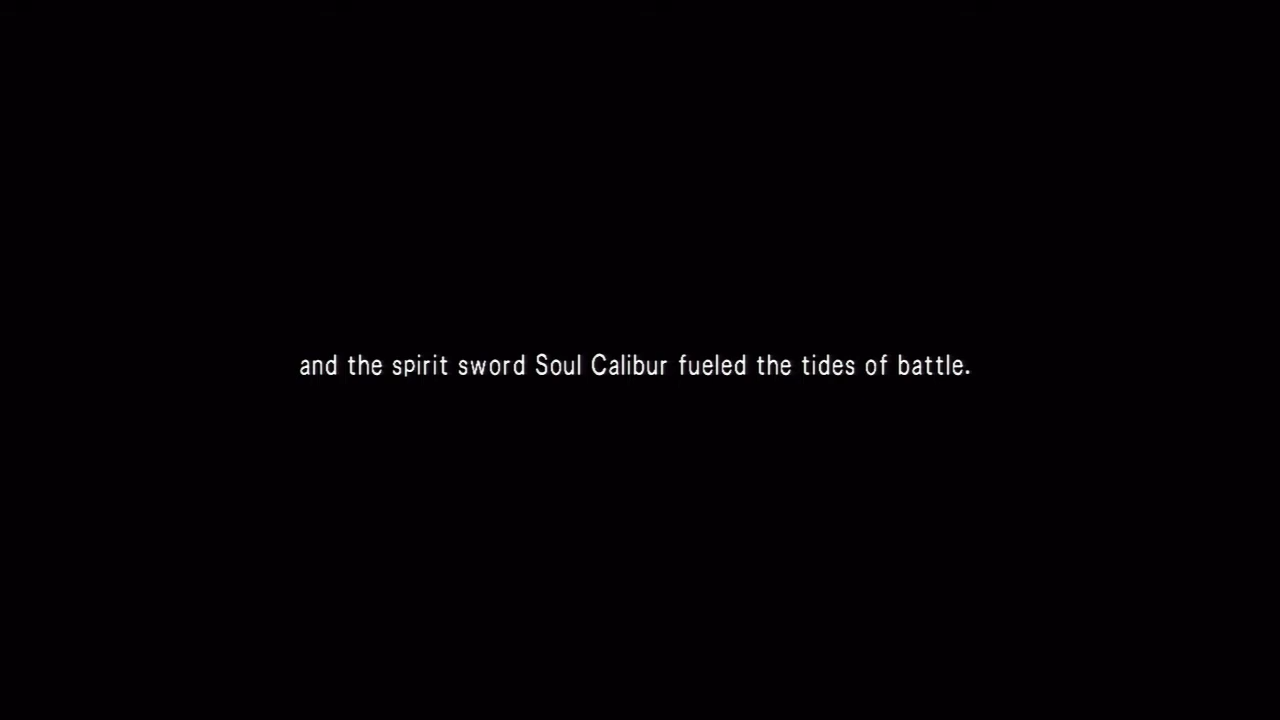 and the spirit sword Soul Calibur fueled the tides of battle.